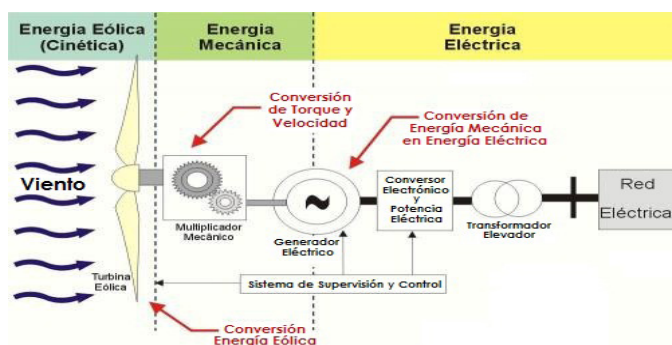 Energia Eólica
(Cinética)
Energia
Mecánica
Energia
Eléctrica
Conversión
de Torque y
Velocidad
Conversión de
Energía Mecánica
en Energía Eléctrica
Viento
Multiplicador
Mecánico
~
Generador
Eléctrico
Conversor
Electrónico
y
Potencia
Eléctrica
Transformador
Elevador
Red
Eléctrica
Turbina
Eólica
Sistema de Supervisión y Control
Conversión
Energía Eólica